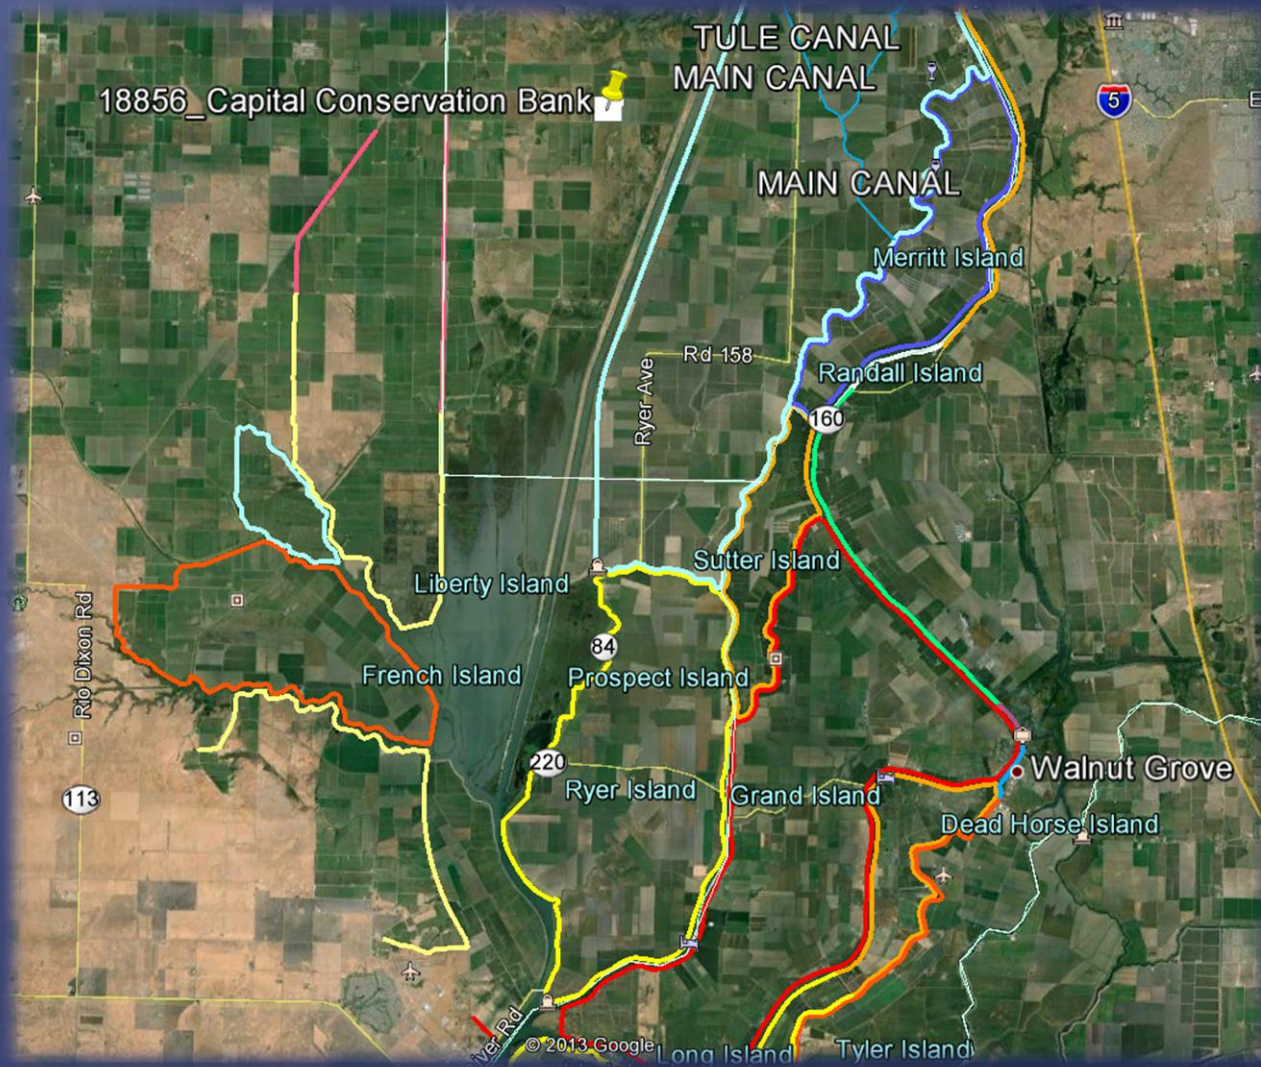 TULE CANAL
MAIN CANAL
18856_Capital Conservation Bank
5
E
MAIN CANAL
Merritt Island
Rd 158
Ryer Ave
Randall Island
160
Sutter Island
Liberty Island
Rio Dixon Rd
84
French Island
Prospect Island
220
Walnut Grove
113
Ryer Island
Grand Island
Dead Horse Island
iver Rd
© 2013 Google
Long Island
Tyler Island